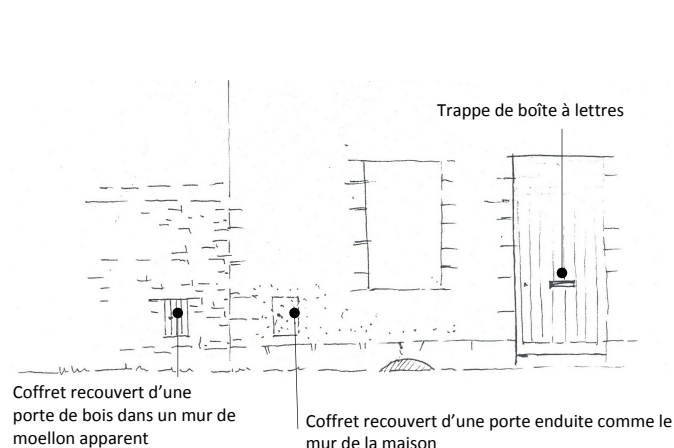 Trappe de boîte à lettres
Coffret recouvert d'une
porte de bois dans un mur de
moellon apparent
Coffret recouvert d'une porte enduite comme le
mur de la maison